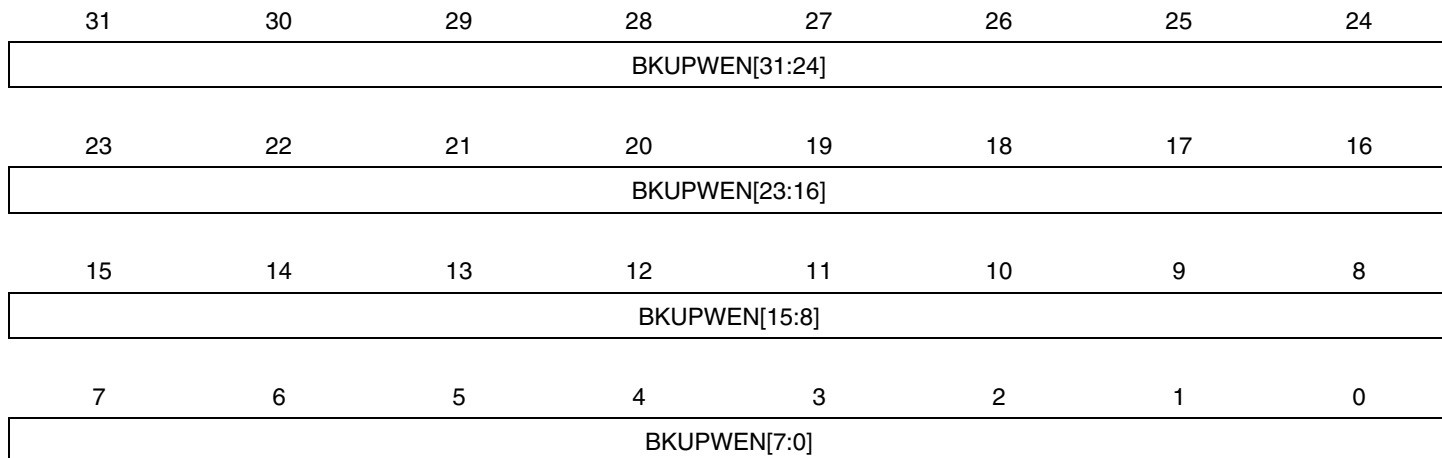 31 30 29 28 27 26 25 24
BKUPWEN[31:24]
23 22 21 20 19 18 17 16
BKUPWEN[23:16]
15 14 13 12 11 10 9 8
BKUPWEN[15:8]
7 6 5 4 3 2 1 0
BKUPWEN[7:0]